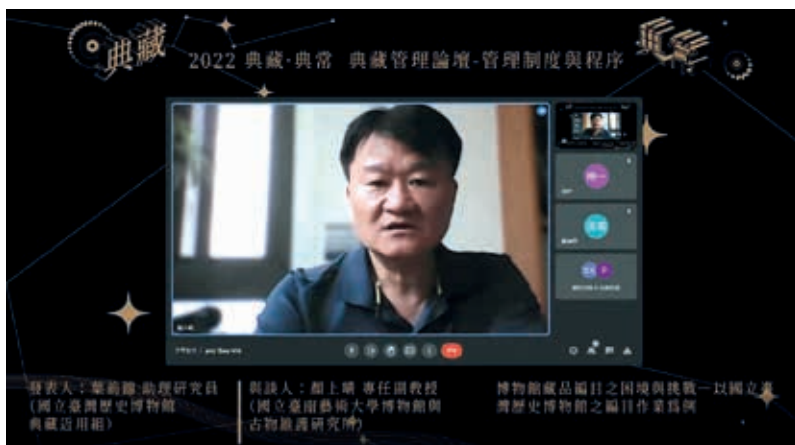 典藏
典常
2022 典藏·典常 典藏管理論壇-管理制度與程序
發表人：葉前錦 助理研究員
（國立臺灣歷史博物館
典藏近用組）
與談人：顏上晴 專任副教授
（國立臺南藝術大學博物館與
古物維護研究所）
博物館藏品編目之困境與挑戰—以國立臺
灣歷史博物館之編目作業為例